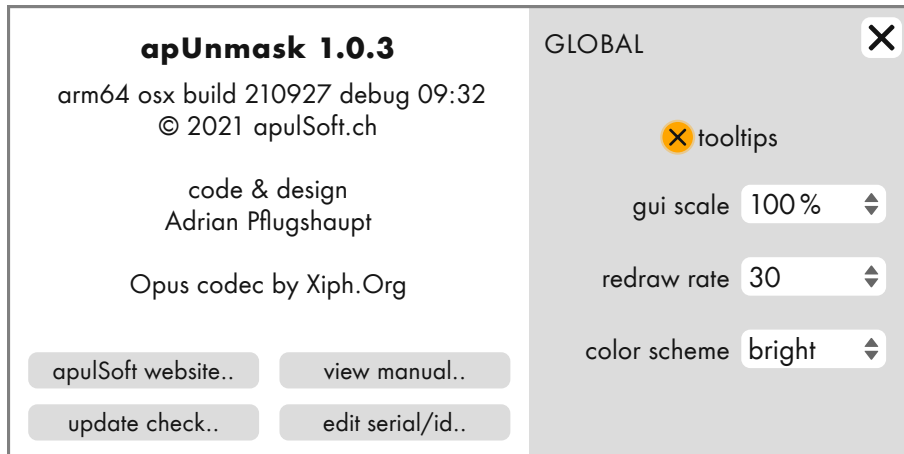 apUnmask 1.0.3
arm64 osx build 210927 debug 09:32
© 2021 apulSoft.ch
code & design
Adrian Pflugshaupt
Opus codec by Xiph.Org
apulSoft website..
view manual..
update check..
edit serial/id..
GLOBAL
tooltips
gui scale 100 %
redraw rate 30
color scheme bright